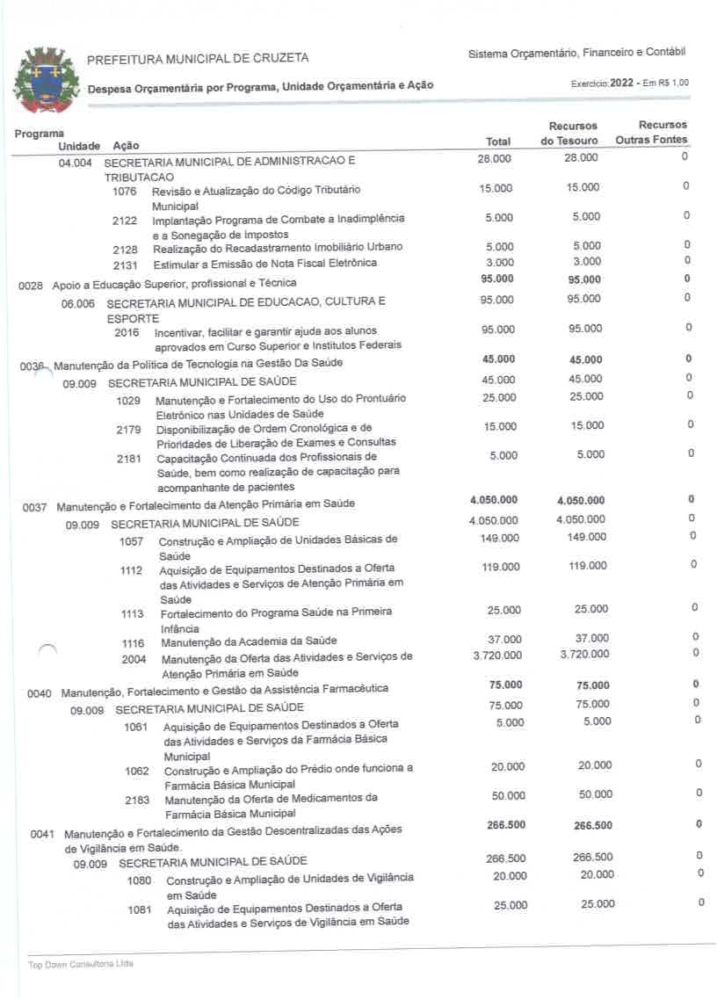 PREFEITURA MUNICIPAL DE CRUZETA
Sistema Orçamentário, Financeiro e Contábil
Despesa Orçamentária por Programa, Unidade Orçamentária e Ação
Exercício:2022 - Em R$ 1,00
Programa Unidade Ação Total Recursos do Tesouro Recursos Outras Fontes
04.004 SECRETARIA MUNICIPAL DE ADMINISTRACAO E 28.000 28.000 0
TRIBUTACAO
1076 Revisão e Atualização do Código Tributário 15.000 15.000 0
Municipal
2122 Implantação Programa de Combate a Inadimplência 5.000 5.000 0
e a Sonegação de Impostos
2128 Realização do Recadastramento Imobiliário Urbano 5.000 5.000 0
2131 Estimular a Emissão de Nota Fiscal Eletrônica 3.000 3.000 0
0028 Apoio a Educação Superior, profissional e Técnica 95.000 95.000 0
06.006 SECRETARIA MUNICIPAL DE EDUCACAO, CULTURA E 95.000 95.000 0
ESPORTE
2016 Incentivar, facilitar e garantir ajuda aos alunos 95.000 95.000 0
aprovados em Curso Superior e Institutos Federais
0036 Manutenção da Política de Tecnologia na Gestão Da Saúde 45.000 45.000 0
09.009 SECRETARIA MUNICIPAL DE SAÚDE 45.000 45.000 0
1029 Manutenção e Fortalecimento do Uso do Prontuário 25.000 25.000 0
Eletrônico nas Unidades de Saúde
2179 Disponibilização de Ordem Cronológica e de 15.000 15.000 0
Prioridades de Liberação de Exames e Consultas
2181 Capacitação Continuada dos Profissionais de 5.000 5.000 0
Saúde, bem como realização de capacitação para
acompanhante de pacientes
0037 Manutenção e Fortalecimento da Atenção Primária em Saúde 4.050.000 4.050.000 0
09.009 SECRETARIA MUNICIPAL DE SAÚDE 4.050.000 4.050.000 0
1057 Construção e Ampliação de Unidades Básicas de 149.000 149.000 0
Saúde
1112 Aquisição de Equipamentos Destinados a Oferta 119.000 119.000 0
das Atividades e Serviços de Atenção Primária em
Saúde
1113 Fortalecimento do Programa Saúde na Primeira 25.000 25.000 0
Infância
1116 Manutenção da Academia da Saúde 37.000 37.000 0
2004 Manutenção da Oferta das Atividades e Serviços de 3.720.000 3.720.000 0
Atenção Primária em Saúde
0040 Manutenção, Fortalecimento e Gestão da Assistência Farmacêutica 75.000 75.000 0
09.009 SECRETARIA MUNICIPAL DE SAÚDE 75.000 75.000 0
1061 Aquisição de Equipamentos Destinados a Oferta 5.000 5.000 0
das Atividades e Serviços da Farmácia Básica
Municipal
1062 Construção e Ampliação do Prédio onde funciona a 20.000 20.000 0
Farmácia Básica Municipal
2183 Manutenção da Oferta de Medicamentos da 50.000 50.000 0
Farmácia Básica Municipal
0041 Manutenção e Fortalecimento da Gestão Descentralizadas das Ações 266.500 266.500 0
de Vigilância em Saúde.
09.009 SECRETARIA MUNICIPAL DE SAÚDE 266.500 266.500 0
1080 Construção e Ampliação de Unidades de Vigilância 20.000 20.000 0
em Saúde
1081 Aquisição de Equipamentos Destinados a Oferta 25.000 25.000 0
das Atividades e Serviços de Vigilância em Saúde
Top Down Consultoria Ltda